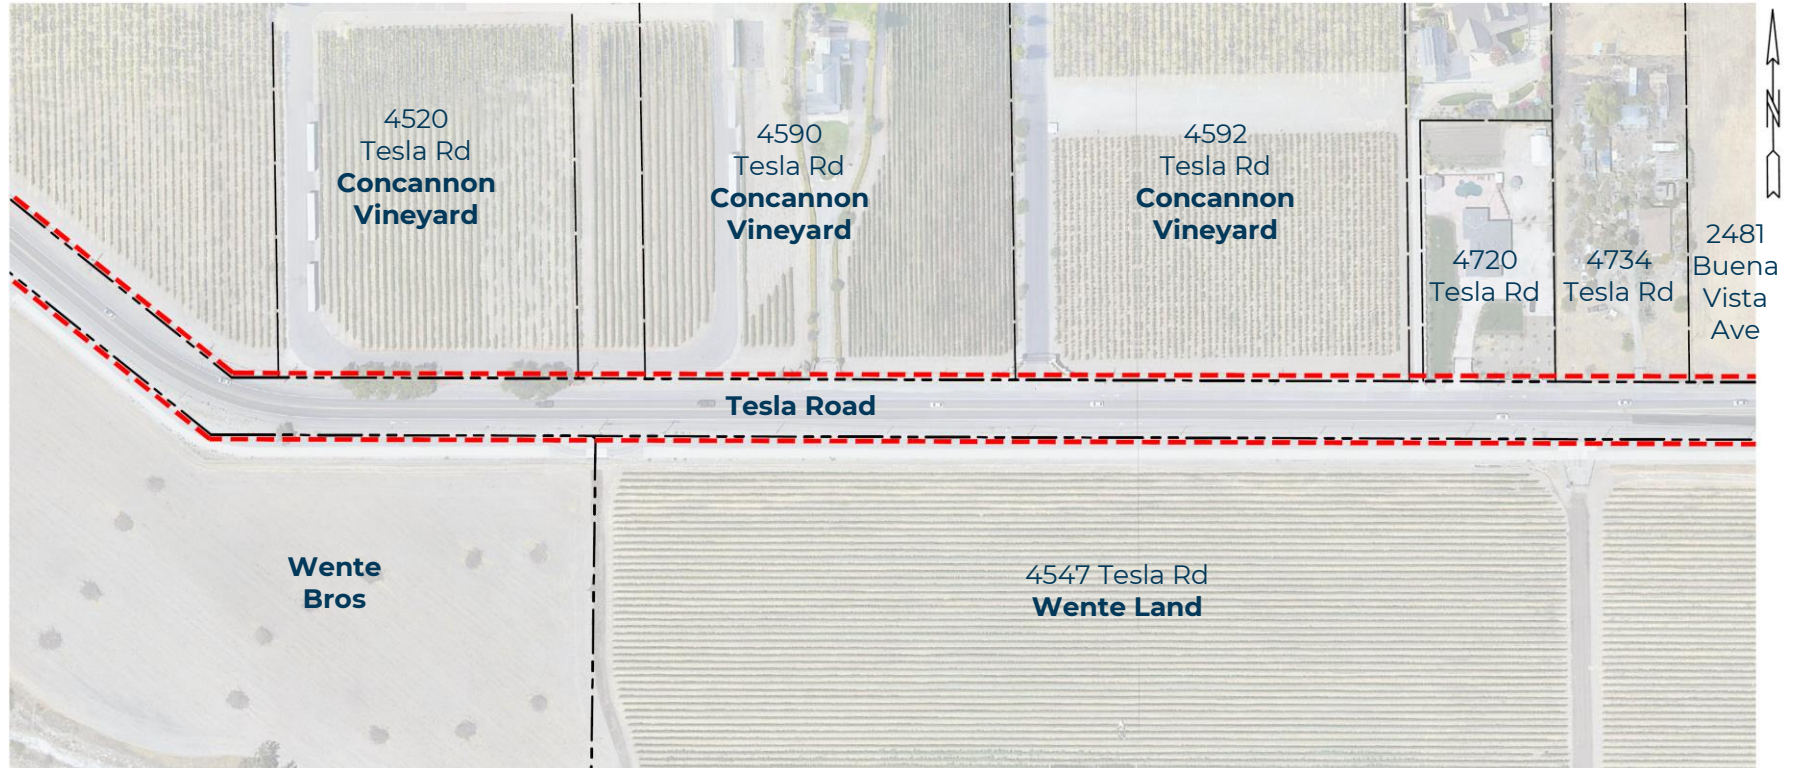 4520
Tesla Rd
Concannon
Vineyard
4590
Tesla Rd
Concannon
Vineyard
4592
Tesla Rd
Concannon
Vineyard
4720
Tesla Rd
4734
Tesla Rd
2481
Buena
Vista
Ave
N
Tesla Road
Wente
Bros
4547 Tesla Rd
Wente Land